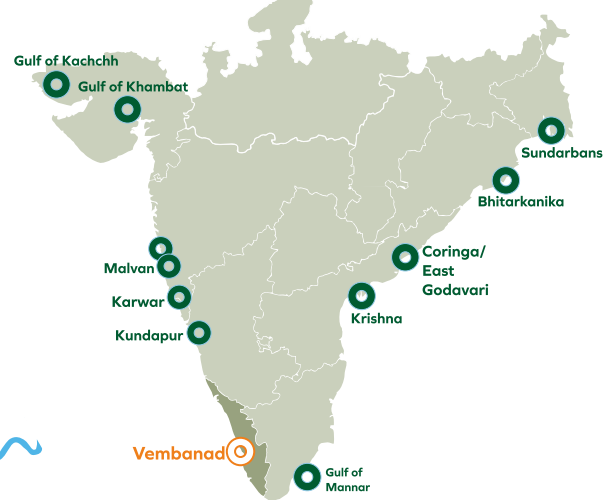 Gulf of Kachchh
Gulf of Khambat
Sundarbans
Bhitarkanika
Coringa/
East
Godavari
Malvan
Karwar
Krishna
Kundapur
Vembanad
Gulf of
Mannar